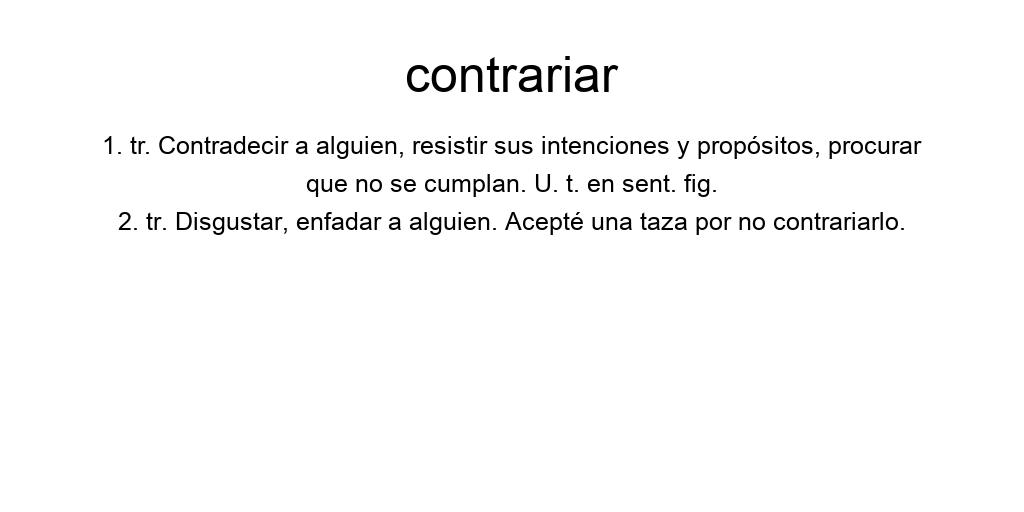 contrariar
1. tr. Contradecir a alguien, resistir sus intenciones y propósitos, procurar
que no se cumplan. U. t. en sent. fig.
2. tr. Disgustar, enfadar a alguien. Acepté una taza por no contrariarlo.